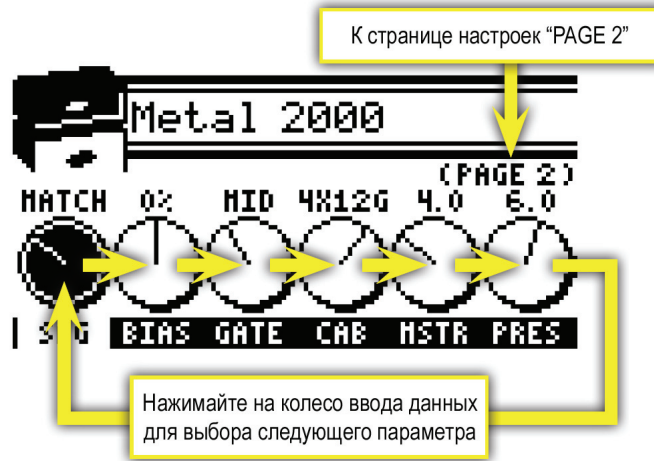 К странице настроек “PAGE 2”
Metal 2000
(PAGE 2)
MATCH 0% MID 4X12G 4.0 6.0
BIAS GATE CAB MSTR PRES
Нажимайте на колесо ввода данных
для выбора следующего параметра